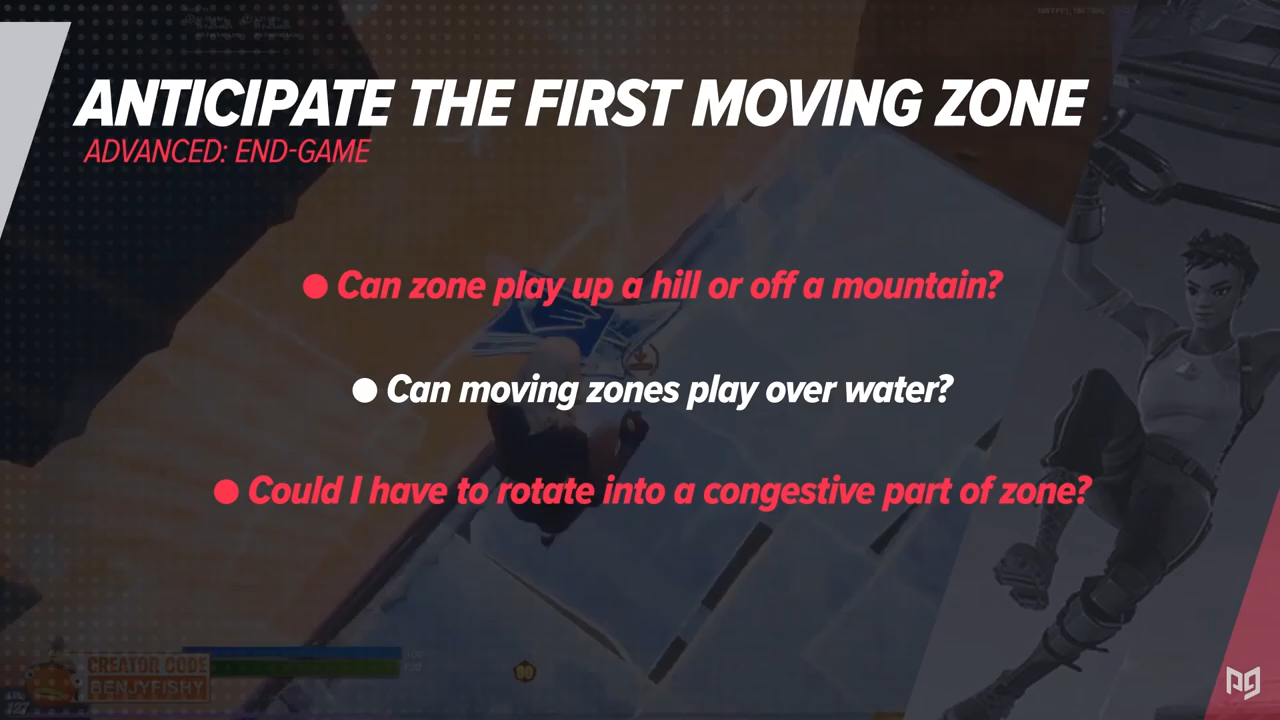 ANTICIPATE THE FIRST MOVING ZONE
ADVANCED: END-GAME
● Can zone play up a hill or off a mountain?
● Can moving zones play over water?
● Could I have to rotate into a congestive part of zone?
CREATOR CODE
BENJYFISHY
127